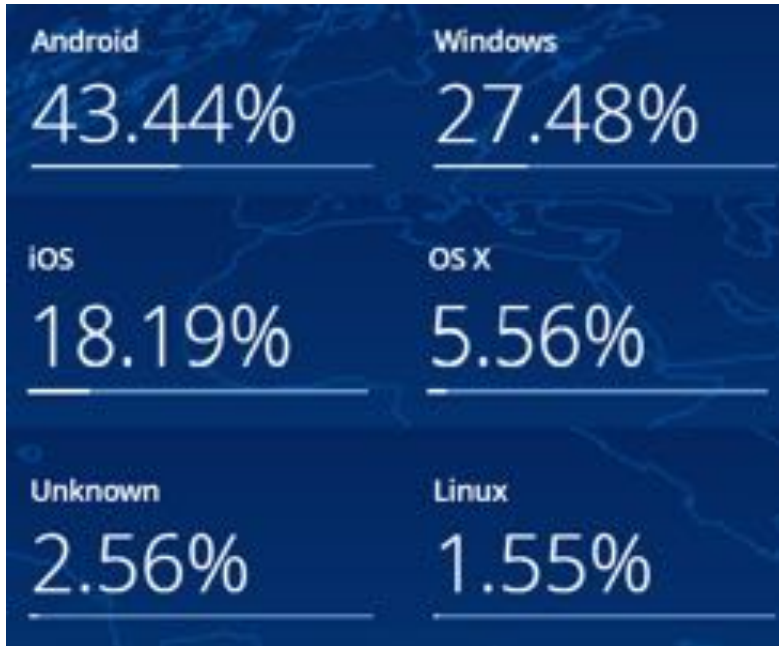 Android
43.44%
Windows
27.48%
iOS
18.19%
OS X
5.56%
Unknown
2.56%
Linux
1.55%